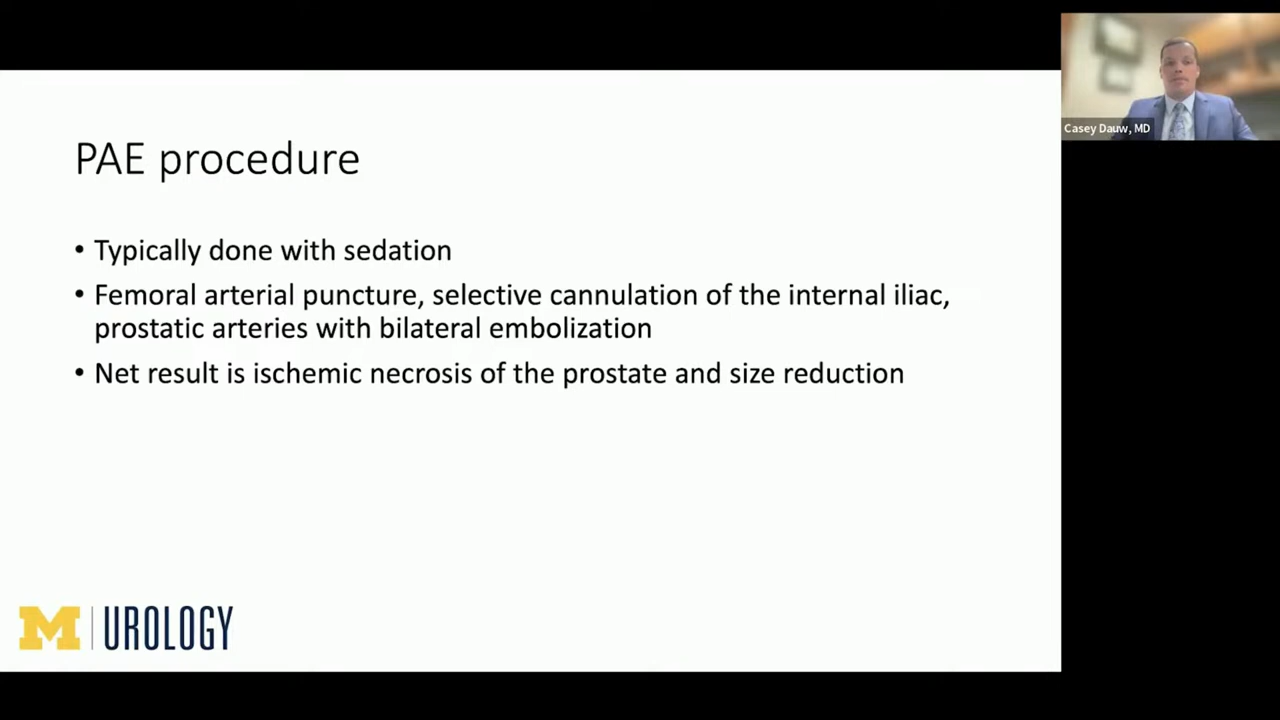 PAE procedure
• Typically done with sedation
• Femoral arterial puncture, selective cannulation of the internal iliac,
prostatic arteries with bilateral embolization
• Net result is ischemic necrosis of the prostate and size reduction
M | UROLOGY
Casey Dauw, MD